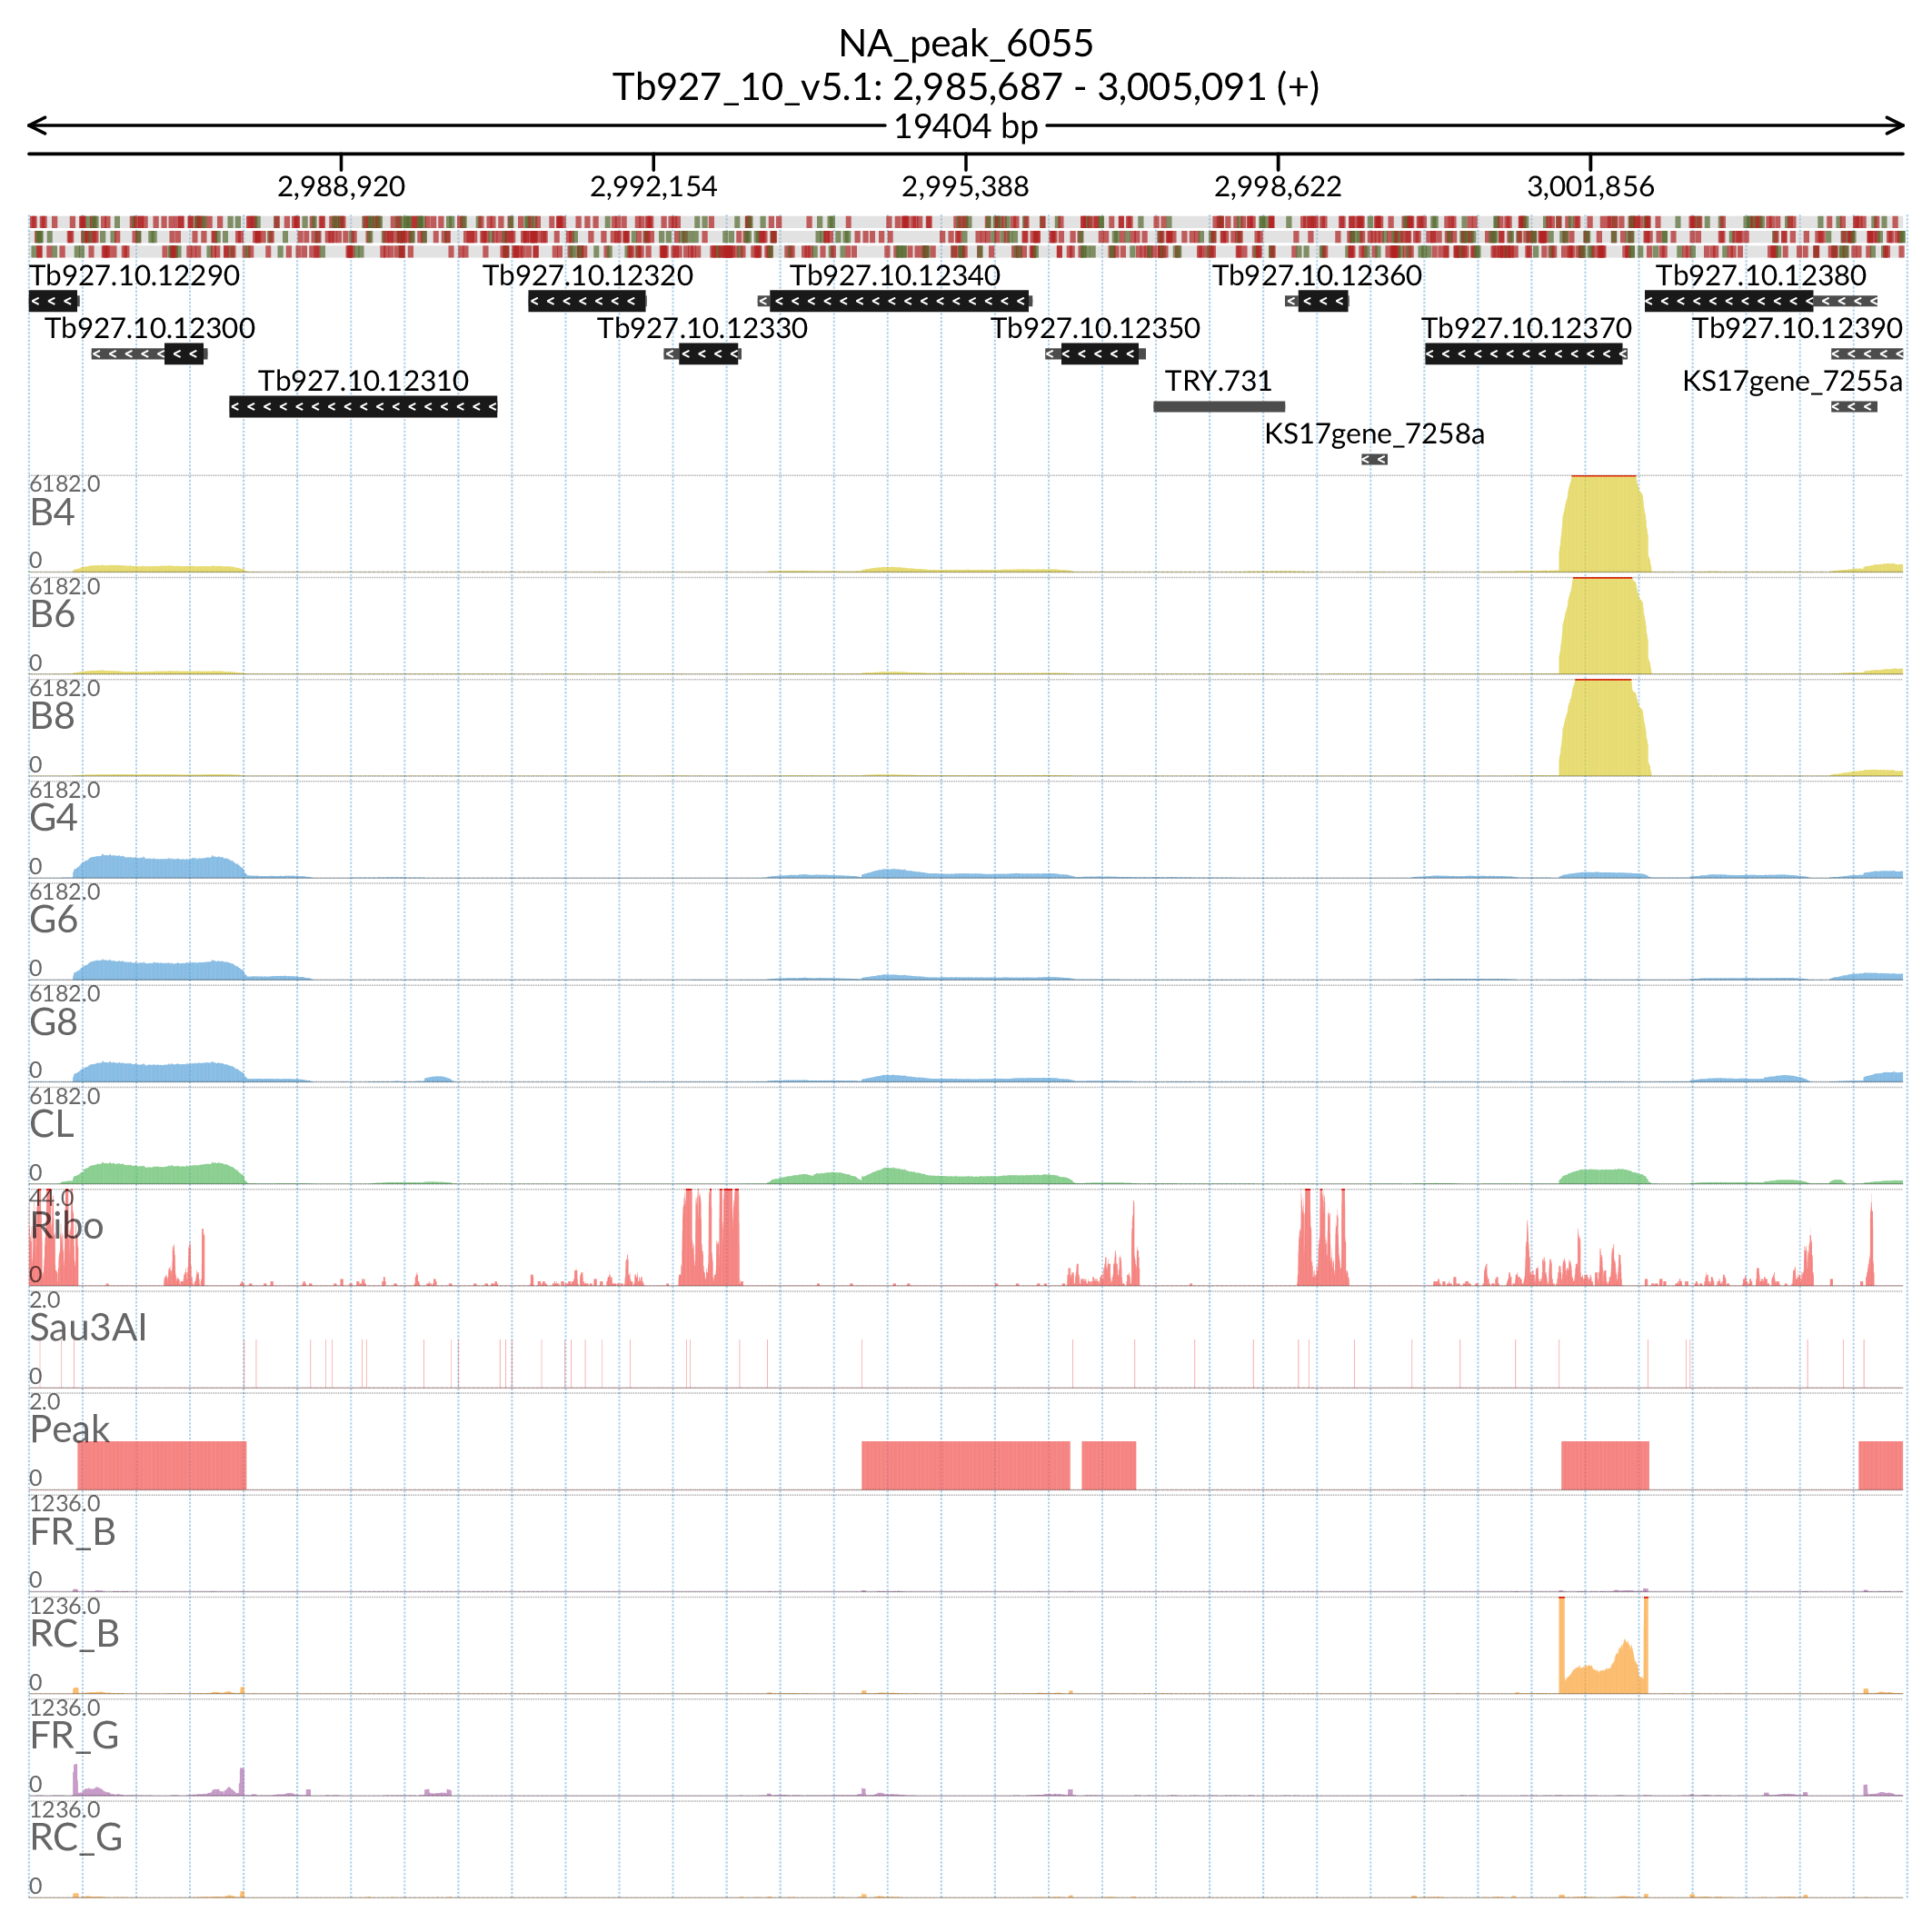 NA_peak_6055
Tb927_10_v5.1: 2,985,687 - 3,005,091 (+)
19404 bp
2,988,920 2,992,154 2,995,388 2,998,622 3,001,856
Tb927.10.12290 Tb927.10.12320 Tb927.10.12340 Tb927.10.12360 Tb927.10.12380
Tb927.10.12300 Tb927.10.12330 Tb927.10.12350 Tb927.10.12370 Tb927.10.12390
Tb927.10.12310 TRY.731 KS17gene_7255a
KS17gene_7258a
6182.0
B4
0
6182.0
B6
0
6182.0
B8
0
6182.0
G4
0
6182.0
G6
0
6182.0
G8
0
6182.0
CL
0
44.0
Ribo
0
2.0
Sau3AI
0
2.0
Peak
0
1236.0
FR_B
0
1236.0
RC_B
0
1236.0
FR_G
0
1236.0
RC_G
0